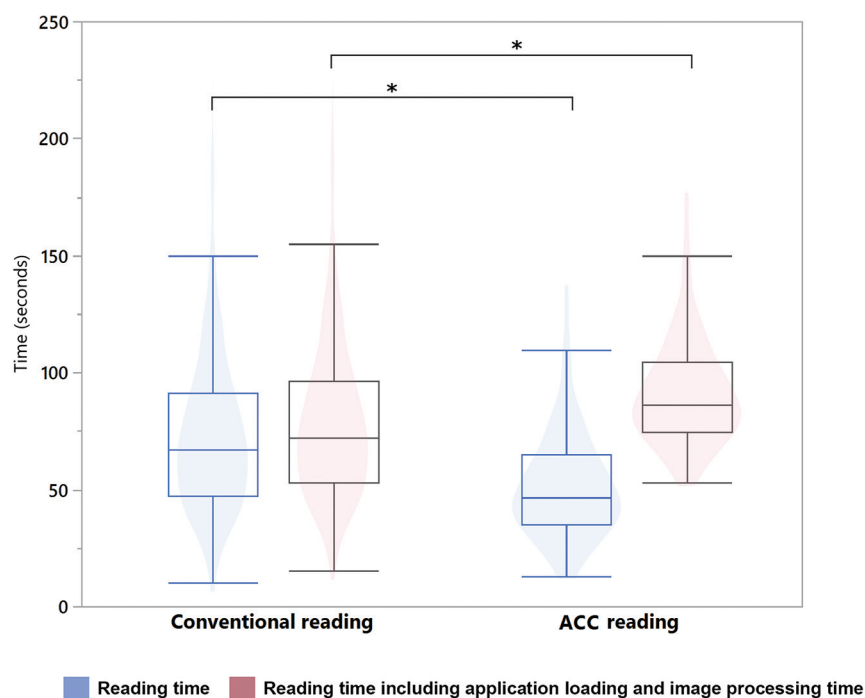 250
*
*
200
150
Time (seconds)
100
50
0
Conventional reading ACC reading
Reading time Reading time including application loading and image processing time